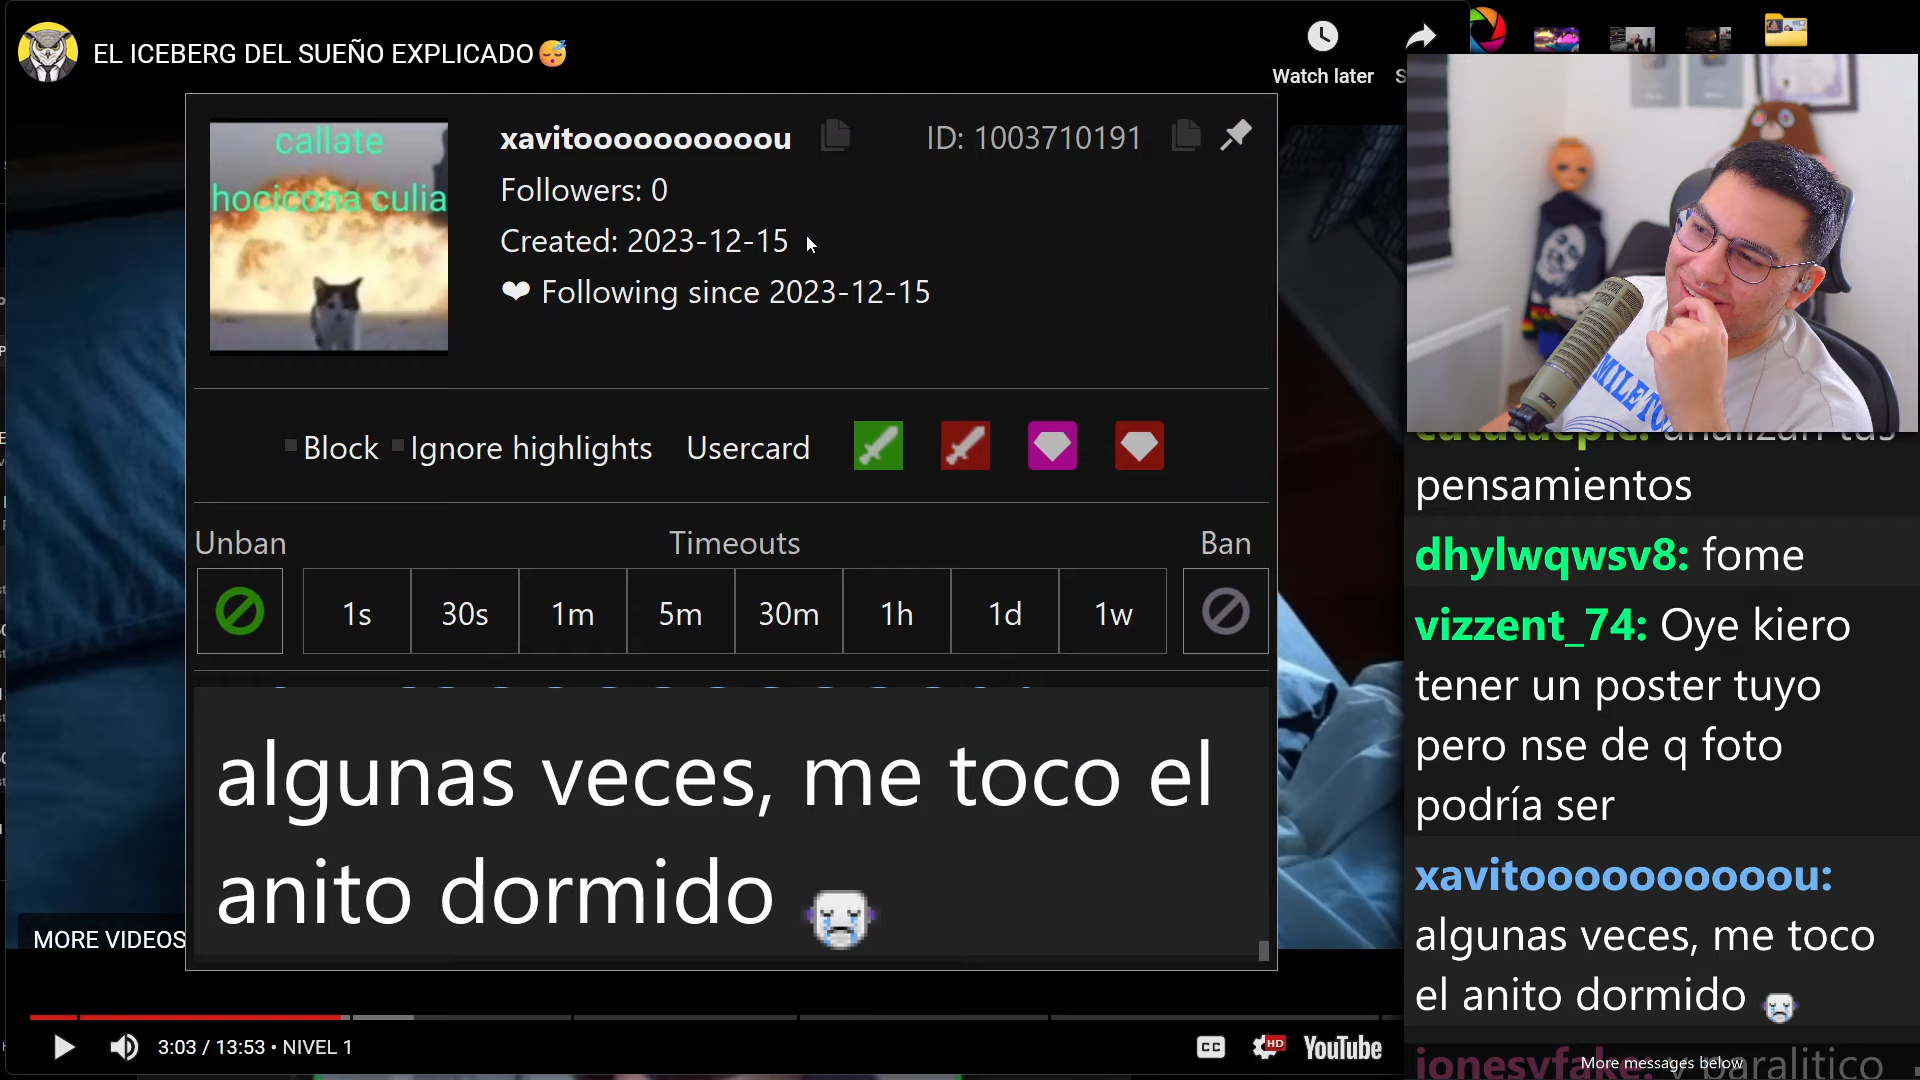 EL ICEBERG DEL SUEÑO EXPLICADO😴
Watch later
callate
hocicona culia
xavitooooooooooou
ID: 1003710191
Followers: 0
Created: 2023-12-15
❤ Following since 2023-12-15
Block
Ignore highlights
Usercard
Unban
Timeouts
Ban
1s
30s
1m
5m
30m
1h
1d
1w
algunas veces, me toco el
anito dormido
MORE VIDEOS
3:03 / 13:53 • NIVEL 1
CC
HD
YouTube
MILETO
analizan tus
pensamientos
dhylwqwsv8: fome
vizzent_74: Oye kiero
tener un poster tuyo
pero nse de q foto
podría ser
xavitooooooooooou:
algunas veces, me toco
el anito dormido
More messages below